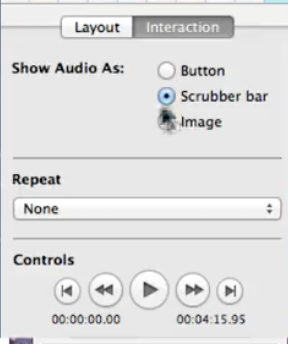 Layout Interaction
Show Audio As: Button
Scrubber bar
Image
Repeat
None
Controls
00:00:00.00 00:04:15.95